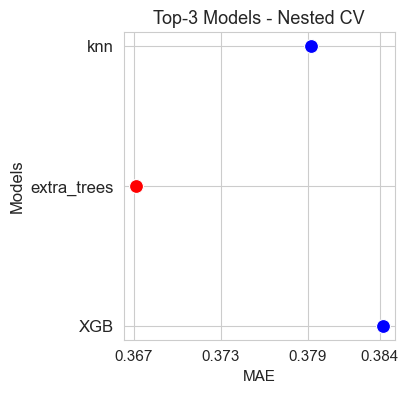 Top-3 Models - Nested CV
knn
extra_trees
XGB
Models
0.367
0.373
0.379
0.384
MAE